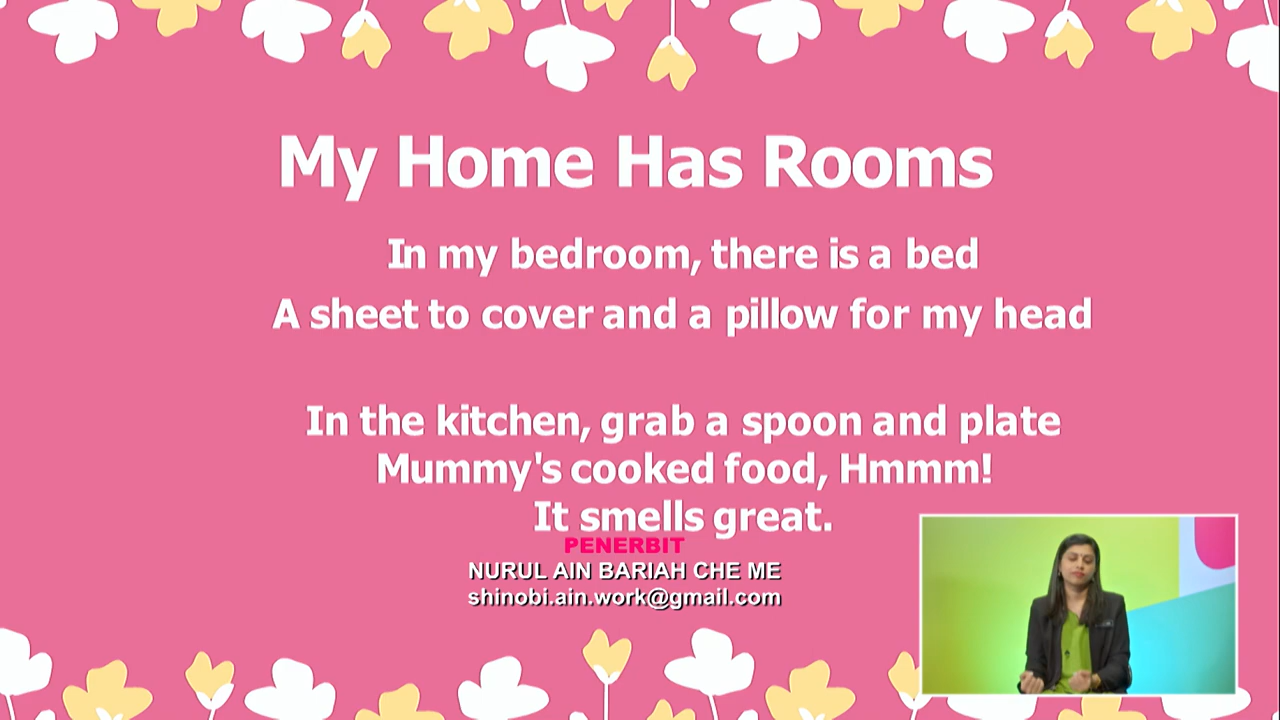 My Home Has Rooms
In my bedroom, there is a bed
A sheet to cover and a pillow for my head
In the kitchen, grab a spoon and plate
Mummy's cooked food, Hmmm!
It smells great.
PENERBIT
NURUL AIN BARIAH CHE ME
shinobi.ain.work@gmail.com